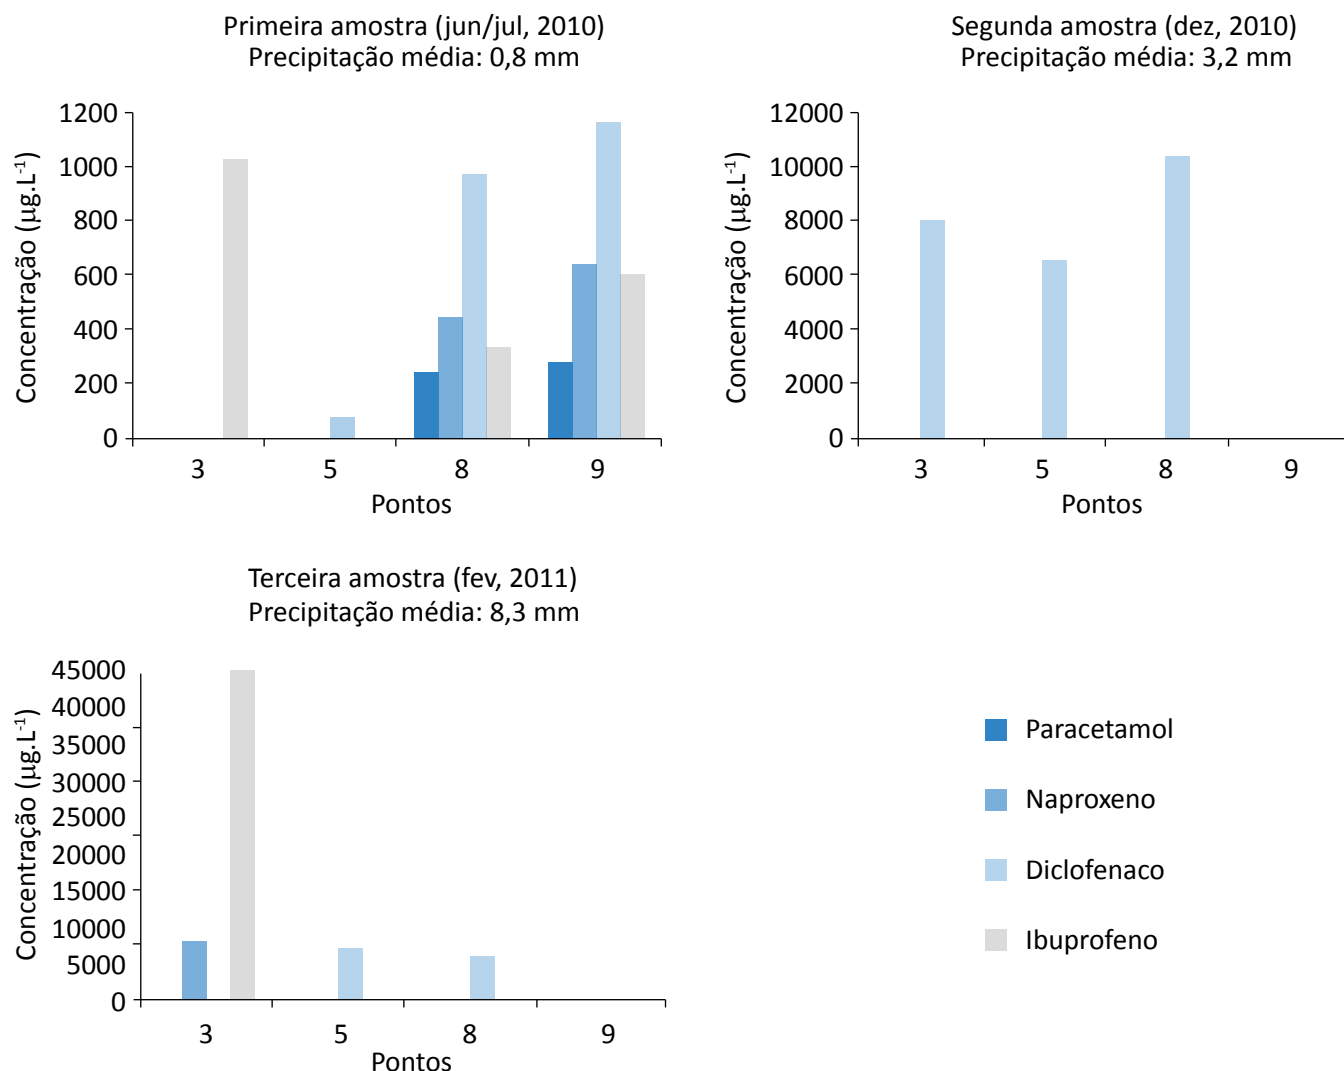 Primeira amostra (jun/jul, 2010)
Precipitação média: 0,8 mm
Concentração (µg.L⁻¹)
1200
1000
800
600
400
200
0
3 5 8 9
Pontos
Segunda amostra (dez, 2010)
Precipitação média: 3,2 mm
Concentração (µg.L⁻¹)
12000
10000
8000
6000
4000
2000
0
3 5 8 9
Pontos
Terceira amostra (fev, 2011)
Precipitação média: 8,3 mm
Concentração (µg.L⁻¹)
45000
40000
35000
30000
25000
20000
15000
10000
5000
0
3 5 8 9
Pontos
Paracetamol
Naproxeno
Diclofenaco
Ibuprofeno